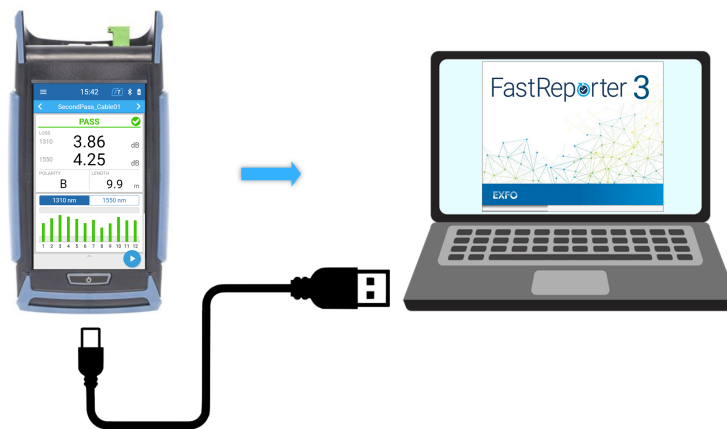 15:42
SecondPass_Cable01
PASS
LOSS
1310 3.86 dB
1550 4.25 dB
POLARITY LENGTH
B 9.9 m
1310 nm 1550 nm
1 2 3 4 5 6 7 8 9 10 11 12
FastReporter 3
EXFO